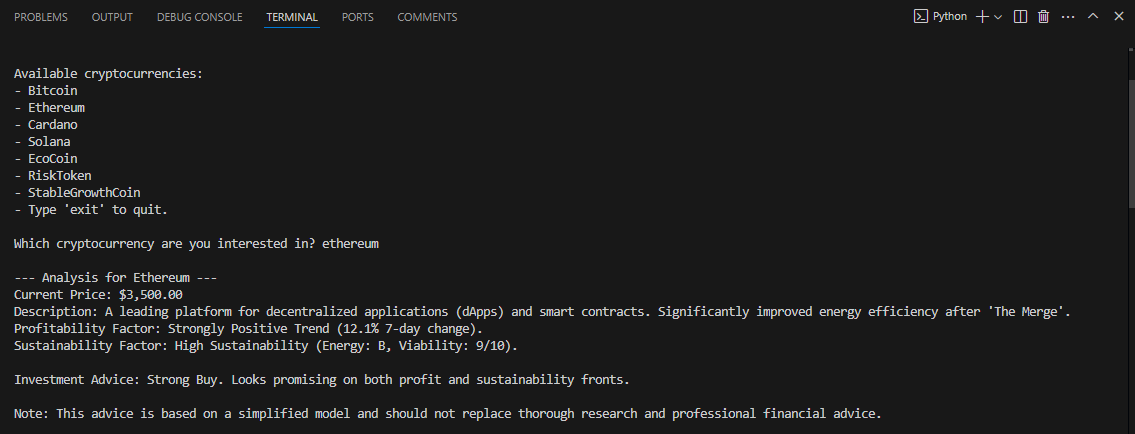 PROBLEMS OUTPUT DEBUG CONSOLE TERMINAL PORTS COMMENTS Python
Available cryptocurrencies:
- Bitcoin
- Ethereum
- Cardano
- Solana
- EcoCoin
- RiskToken
- StableGrowthCoin
- Type 'exit' to quit.
Which cryptocurrency are you interested in? ethereum
--- Analysis for Ethereum ---
Current Price: $3,500.00
Description: A leading platform for decentralized applications (dApps) and smart contracts. Significantly improved energy efficiency after 'The Merge'.
Profitability Factor: Strongly Positive Trend (12.1% 7-day change).
Sustainability Factor: High Sustainability (Energy: B, Viability: 9/10).
Investment Advice: Strong Buy. Looks promising on both profit and sustainability fronts.
Note: This advice is based on a simplified model and should not replace thorough research and professional financial advice.